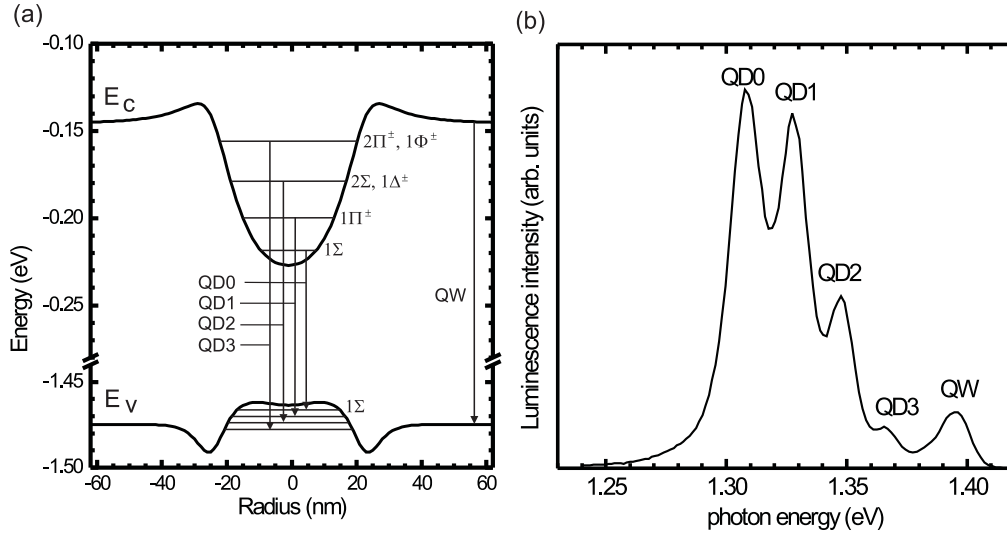 (a)
-0.10
-0.15
-0.20
-0.25
-1.45
-1.50
Energy (eV)
E_C
E_V
2Π±, 1Φ±
2Σ, 1Δ±
1Π±
1Σ
QD0
QD1
QD2
QD3
QW
1Σ
-60 -40 -20 0 20 40 60
Radius (nm)
(b)
Luminescence intensity (arb. units)
QD0
QD1
QD2
QD3
QW
1.25 1.30 1.35 1.40
photon energy (eV)